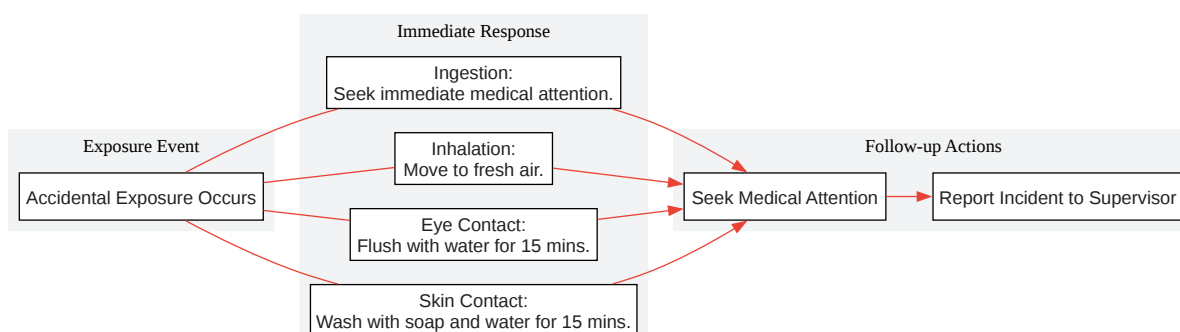 Immediate Response
Ingestion:
Seek immediate medical attention.
Exposure Event
Inhalation:
Move to fresh air.
Follow-up Actions
Accidental Exposure Occurs
Seek Medical Attention
Report Incident to Supervisor
Eye Contact:
Flush with water for 15 mins.
Skin Contact:
Wash with soap and water for 15 mins.